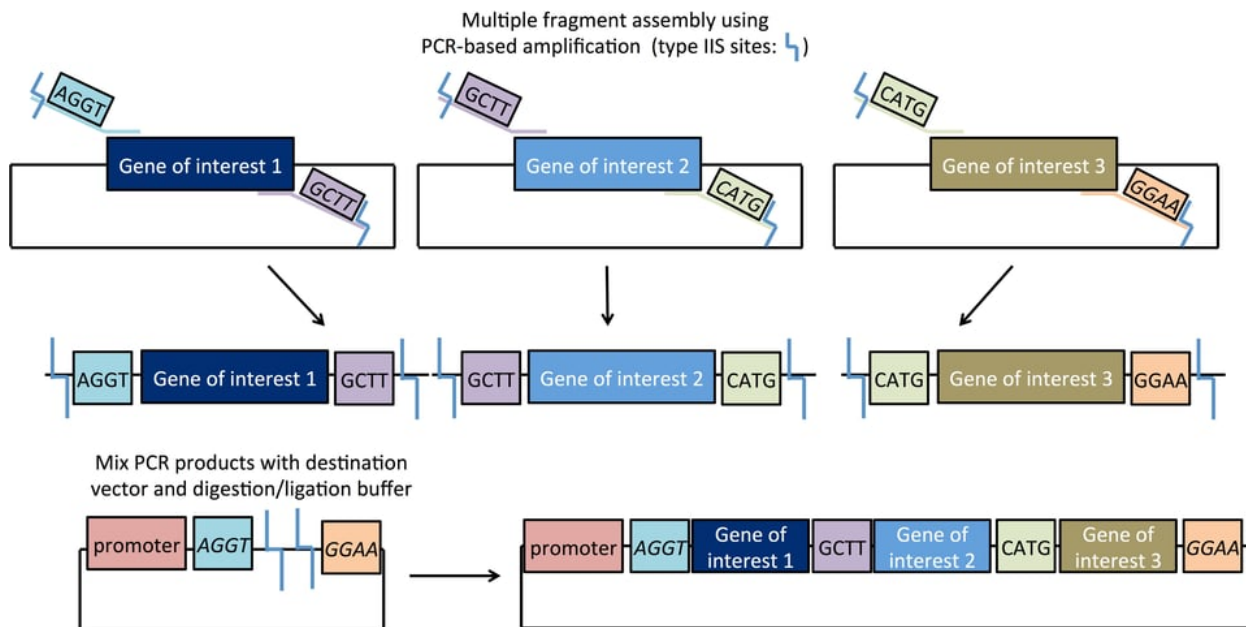 Multiple fragment assembly using
PCR-based amplification (type IIS sites: )
AGGT
GCTT
CATG
Gene of interest 1
Gene of interest 2
Gene of interest 3
GCTT
CATG
GGAA
AGGT Gene of interest 1 GCTT
GCTT Gene of interest 2 CATG
CATG Gene of interest 3 GGAA
Mix PCR products with destination
vector and digestion/ligation buffer
promoter AGGT GGAA
promoter AGGT Gene of interest 1 GCTT Gene of interest 2 CATG Gene of interest 3 GGAA